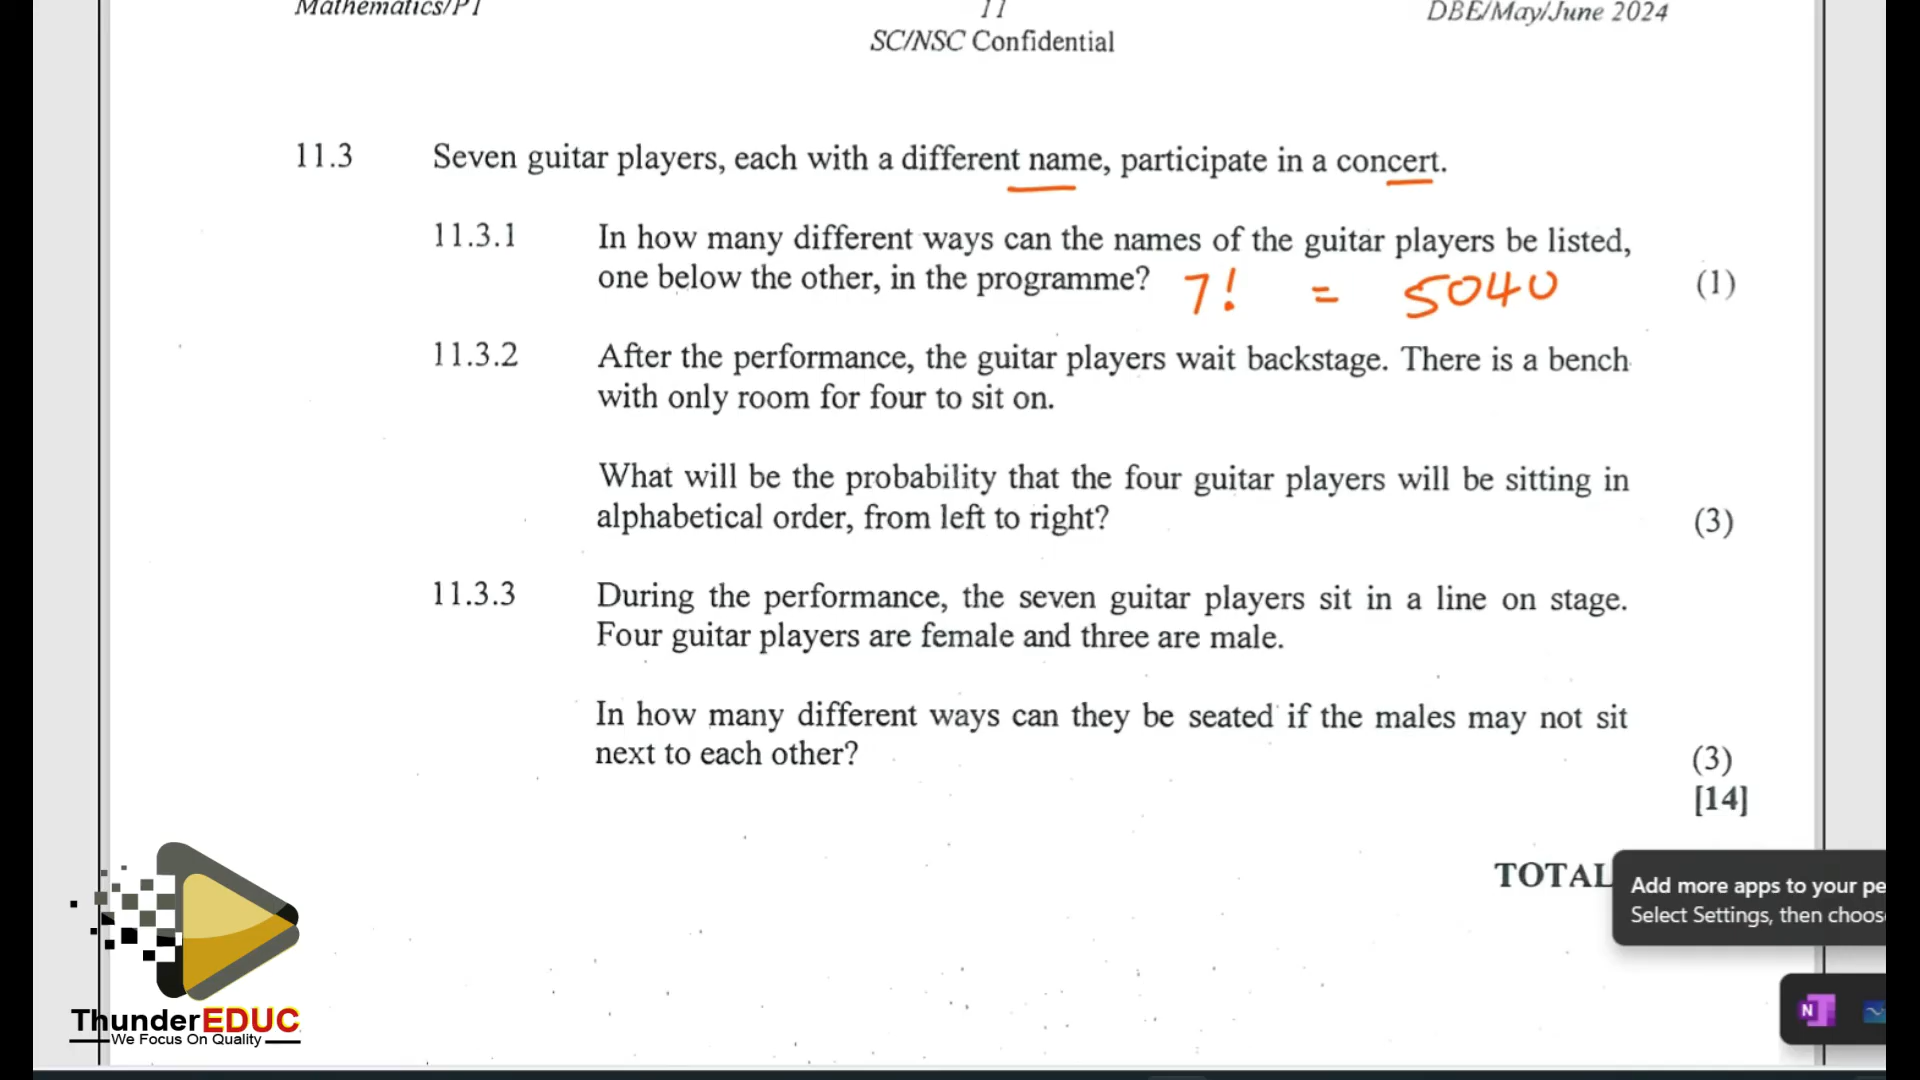 Mathematics/P1 11 DBE/May/June 2024
SC/NSC Confidential
11.3 Seven guitar players, each with a different name, participate in a concert.
11.3.1 In how many different ways can the names of the guitar players be listed,
one below the other, in the programme? 7! = 5040 (1)
11.3.2 After the performance, the guitar players wait backstage. There is a bench
with only room for four to sit on.
What will be the probability that the four guitar players will be sitting in
alphabetical order, from left to right? (3)
11.3.3 During the performance, the seven guitar players sit in a line on stage.
Four guitar players are female and three are male.
In how many different ways can they be seated if the males may not sit
next to each other? (3)
[14]
TOTAL
Add more apps to your pe
Select Settings, then choos
N
ThunderEDUC
We Focus On Quality